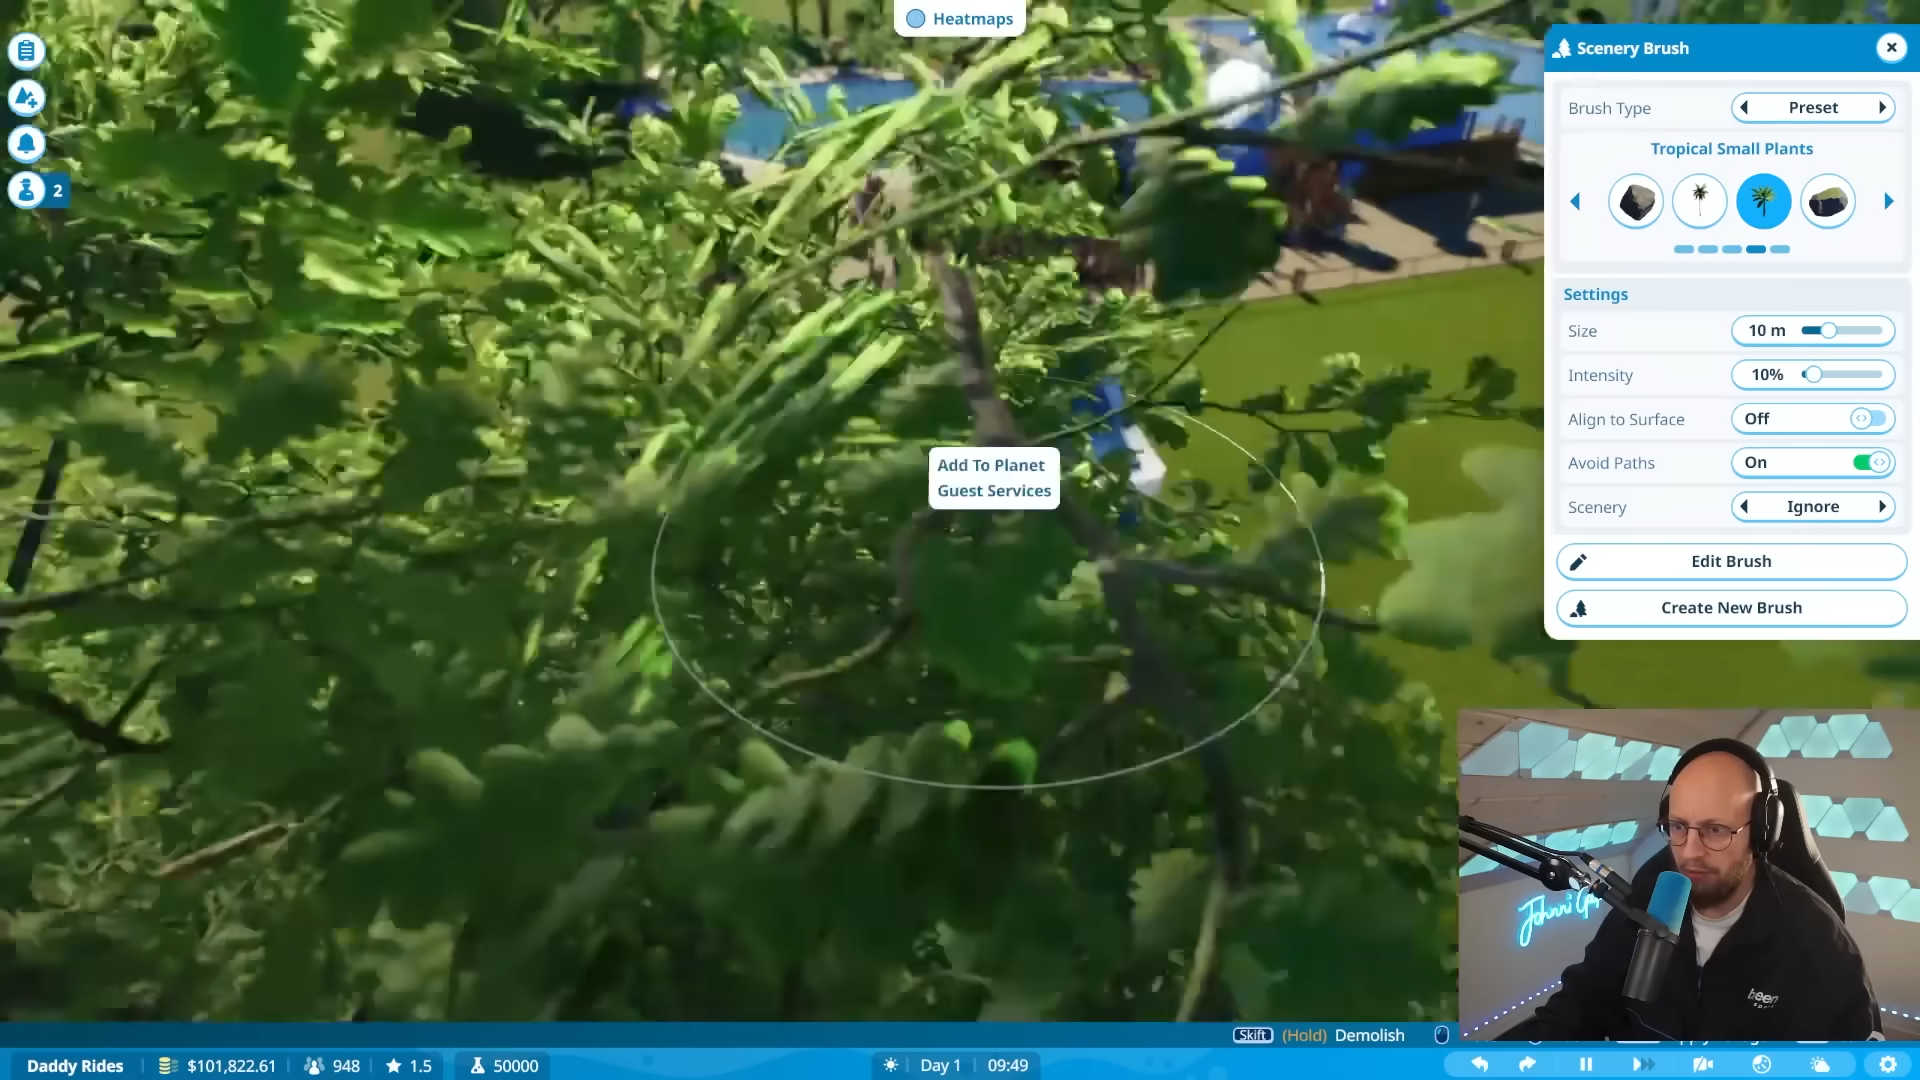 Heatmaps
2
Scenery Brush
Brush Type
Preset
Tropical Small Plants
Settings
Size
10 m
Intensity
10%
Align to Surface
Off
Avoid Paths
On
Scenery
Ignore
Edit Brush
Create New Brush
Add To Planet
Guest Services
Skift (Hold) Demolish
Daddy Rides
$101,822.61
948
1.5
50000
Day 1
09:49
been